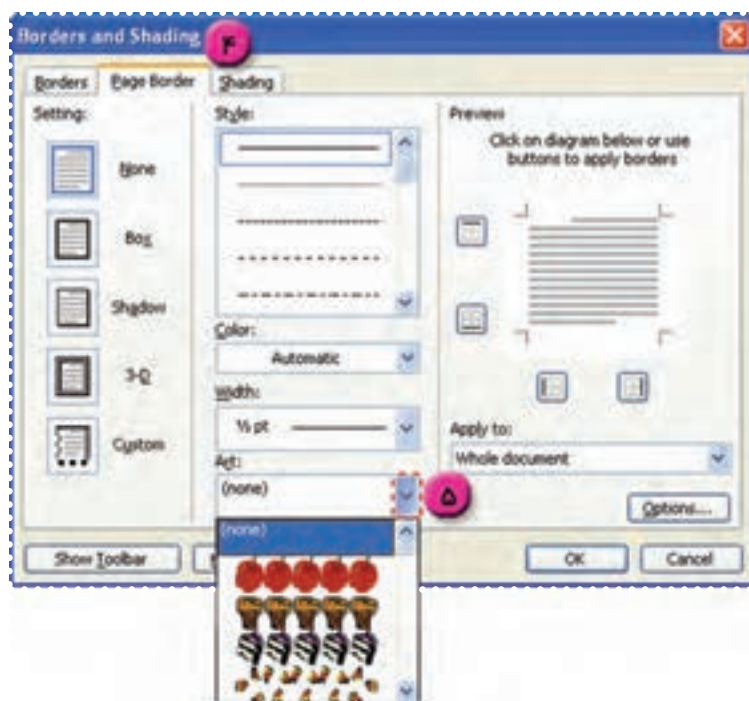 Borders and Shading
۴
Borders
Page Border
Shading
Setting:
None
Box
Shadow
3-D
Custom
Style:
Color:
Automatic
Width:
½ pt
Art:
(none)
(none)
Preview
Click on diagram below or use
buttons to apply borders
Apply to:
Whole document
۵
Options...
Show Toolbar
OK
Cancel